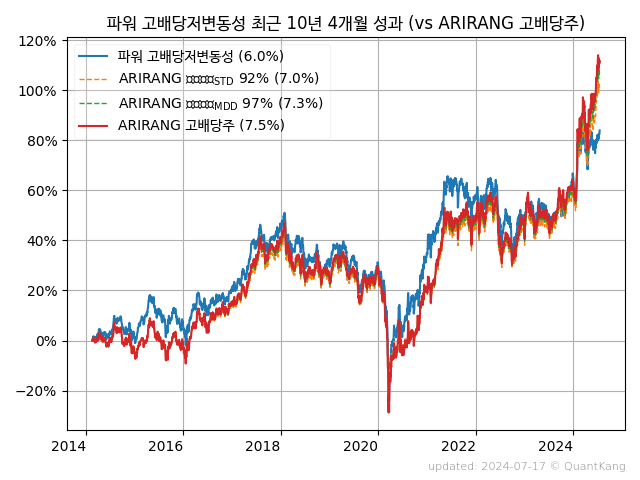 파워 고배당저변동성 최근 10년 4개월 성과 (vs ARIRANG 고배당주)
120%
100%
80%
60%
40%
20%
0%
−20%
파워 고배당저변동성 (6.0%)
ARIRANG STD 92% (7.0%)
ARIRANG MDD 97% (7.3%)
ARIRANG 고배당주 (7.5%)
2014 2016 2018 2020 2022 2024
updated: 2024-07-17 © QuantKang